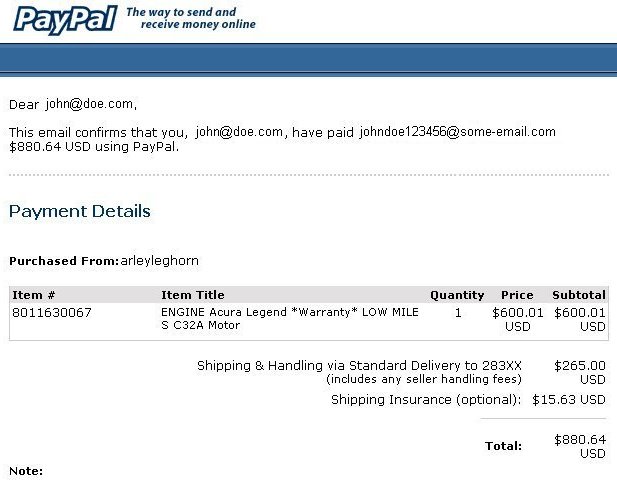 PayPal The way to send and
receive money online
Dear john@doe.com,
This email confirms that you, john@doe.com, have paid johndoe123456@some-email.com
$880.64 USD using PayPal.
Payment Details
Purchased From: arleyleghorn
Item # Item Title Quantity Price Subtotal
8011630067 ENGINE Acura Legend *Warranty* LOW MILE 1 $600.01 $600.01
S C32A Motor USD USD
Shipping & Handling via Standard Delivery to 283XX $265.00
(includes any seller handling fees) USD
Shipping Insurance (optional): $15.63 USD
Total: $880.64
USD
Note: